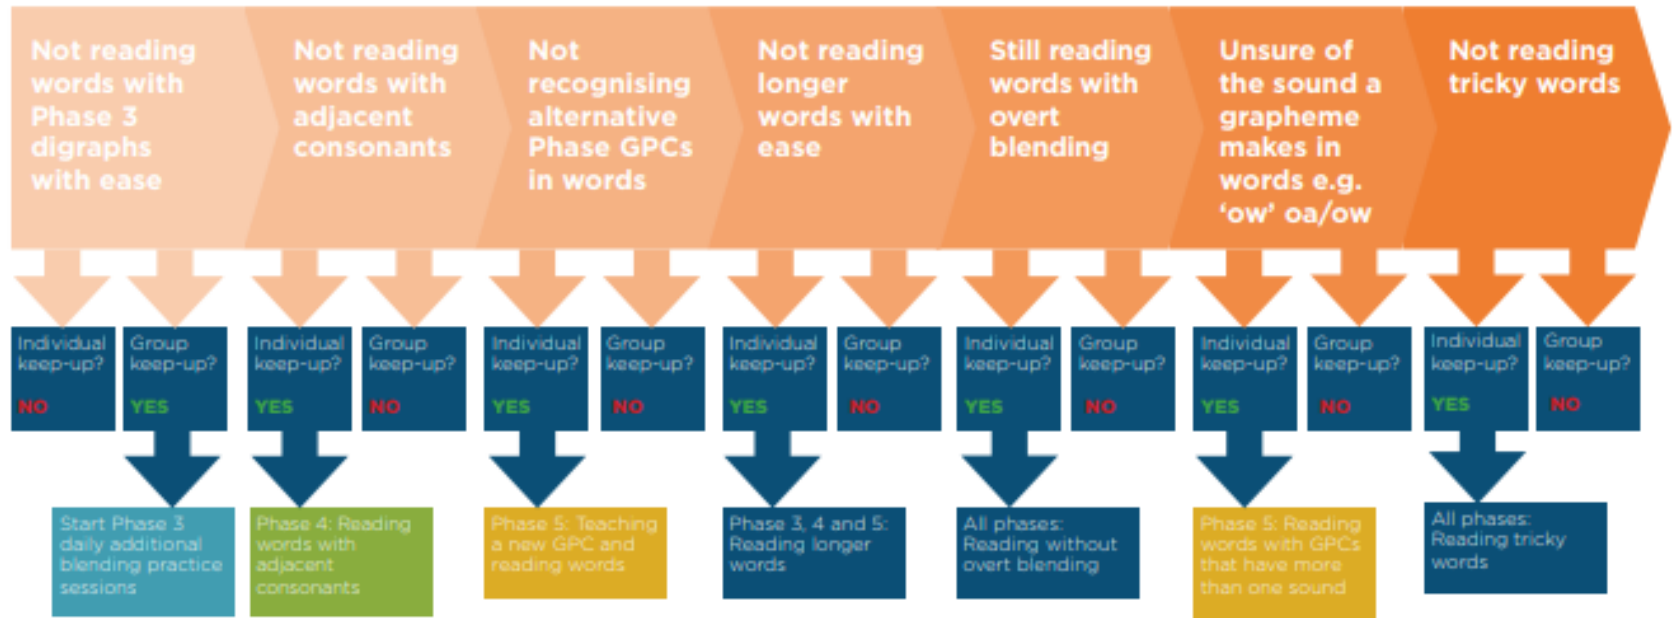 Not reading
words with
Phase 3
digraphs
with ease
Not reading
words with
adjacent
consonants
Not
recognising
alternative
Phase GPCs
in words
Not reading
longer
words with
ease
Still reading
words with
overt
blending
Unsure of
the sound a
grapheme
makes in
words e.g.
‘ow’ oa/ow
Not reading
tricky words
Individual
keep-up?
NO
Group
keep-up?
YES
Individual
keep-up?
YES
Group
keep-up?
NO
Individual
keep-up?
YES
Group
keep-up?
NO
Individual
keep-up?
YES
Group
keep-up?
NO
Individual
keep-up?
YES
Group
keep-up?
NO
Individual
keep-up?
YES
Group
keep-up?
NO
Individual
keep-up?
YES
Group
keep-up?
NO
Start Phase 3
daily additional
blending practice
sessions
Phase 4: Reading
words with
adjacent
consonants
Phase 5: Teaching
a new GPC and
reading words
Phase 3, 4 and 5:
Reading longer
words
All phases:
Reading without
overt blending
Phase 5: Reading
words with GPCs
that have more
than one sound
All phases:
Reading tricky
words